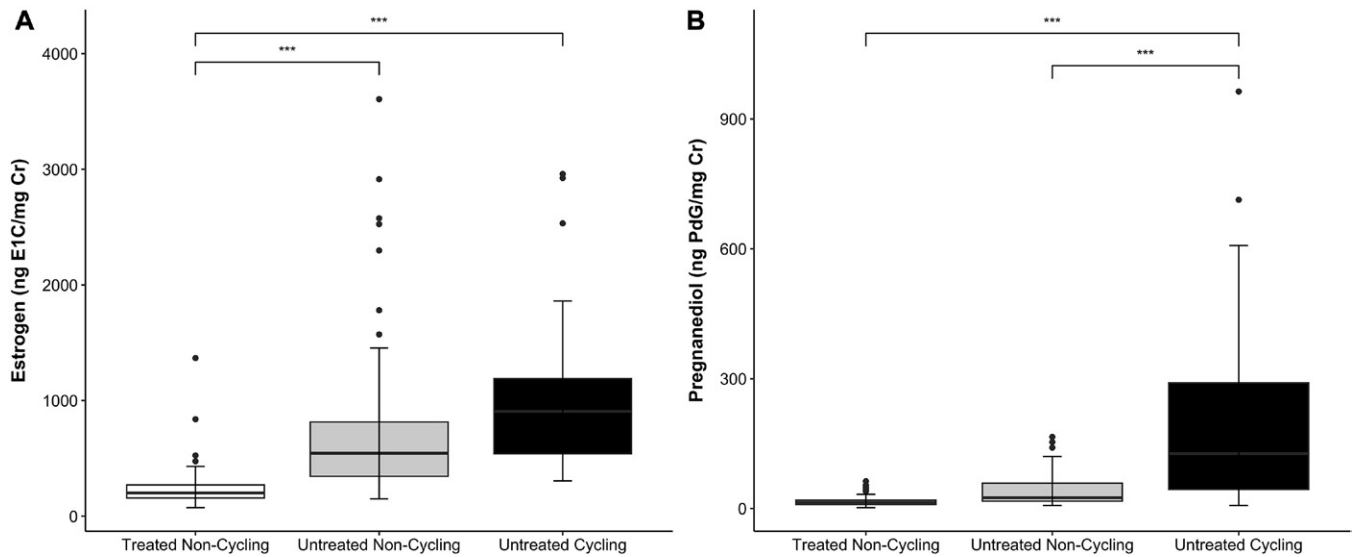 A
***
***
4000
3000
2000
1000
0
Estrogen (ng E1C/mg Cr)
Treated Non-Cycling
Untreated Non-Cycling
Untreated Cycling
B
***
***
900
600
300
0
Pregnanediol (ng PdG/mg Cr)
Treated Non-Cycling
Untreated Non-Cycling
Untreated Cycling